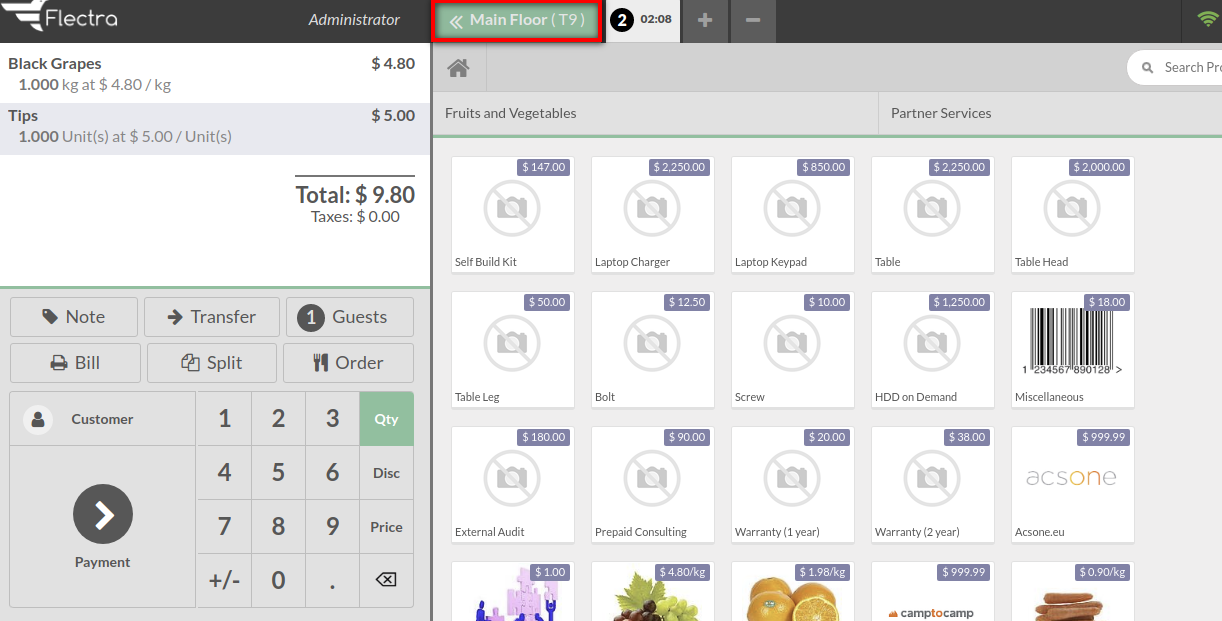 Flectra
Administrator
Main Floor ( T9 )
2 02:08
+
−
Black Grapes $ 4.80
1.000 kg at $ 4.80 / kg
Tips $ 5.00
1.000 Unit(s) at $ 5.00 / Unit(s)
Total: $ 9.80
Taxes: $ 0.00
Note Transfer 1 Guests
Bill Split Order
Customer
Payment
1 2 3 Qty
4 5 6 Disc
7 8 9 Price
+/- 0 .
Search Pro
Fruits and Vegetables Partner Services
$ 147.00 $ 2,250.00 $ 850.00 $ 2,250.00 $ 2,000.00
Self Build Kit Laptop Charger Laptop Keypad Table Table Head
$ 50.00 $ 12.50 $ 10.00 $ 1,250.00 $ 18.00
1 234567 890128 >
Table Leg Bolt Screw HDD on Demand Miscellaneous
$ 180.00 $ 90.00 $ 20.00 $ 38.00 $ 999.99
acsone
External Audit Prepaid Consulting Warranty (1 year) Warranty (2 year) Acsone.eu
$ 1.00 $ 4.80/kg $ 1.98/kg $ 999.99 $ 0.90/kg
camptocamp